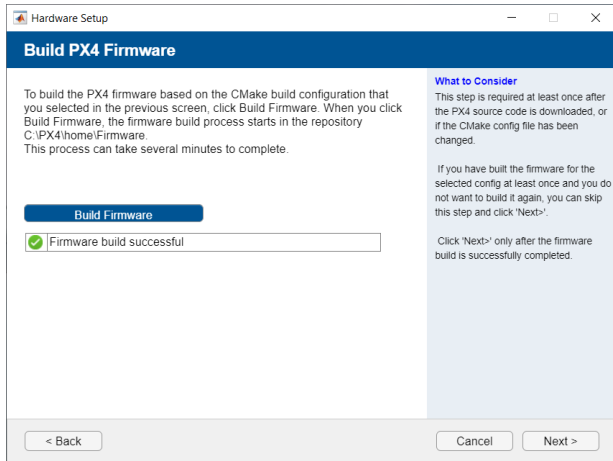 Hardware Setup
Build PX4 Firmware
To build the PX4 firmware based on the CMake build configuration that
you selected in the previous screen, click Build Firmware. When you click
Build Firmware, the firmware build process starts in the repository
C:\PX4\home\Firmware.
This process can take several minutes to complete.
Build Firmware
Firmware build successful
What to Consider
This step is required at least once after
the PX4 source code is downloaded, or
if the CMake config file has been
changed.
If you have built the firmware for the
selected config at least once and you do
not want to build it again, you can skip
this step and click 'Next>'.
Click 'Next>' only after the firmware
build is successfully completed.
< Back
Cancel
Next >